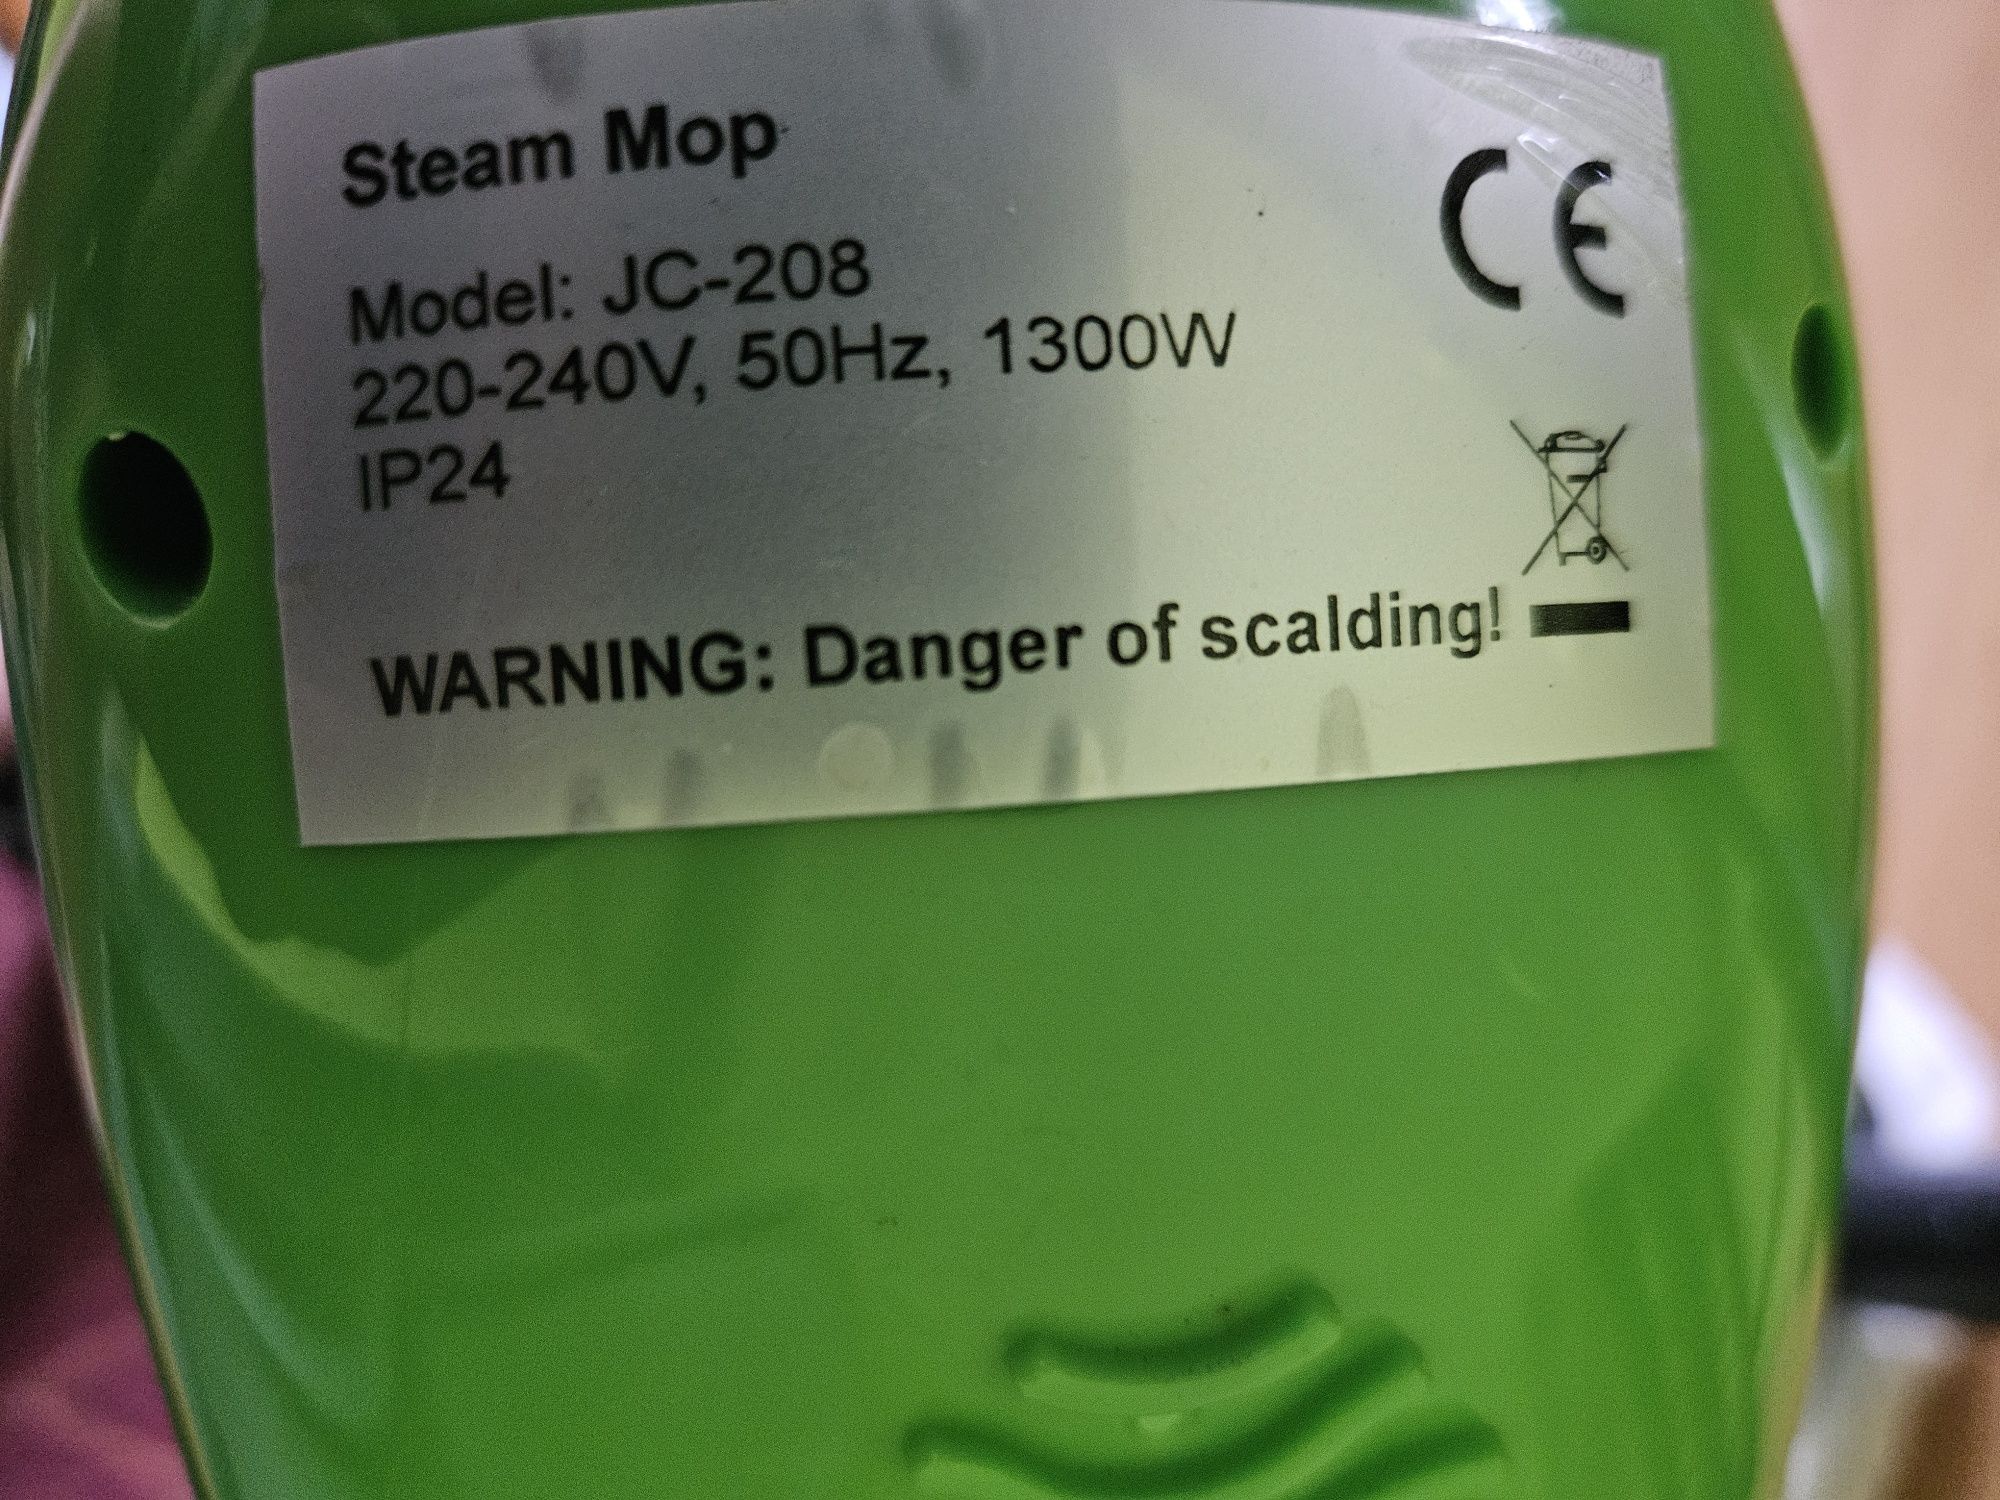 Steam Mop
CE
Model: JC-208
220-240V, 50Hz, 1300W
IP24
WARNING: Danger of scalding!